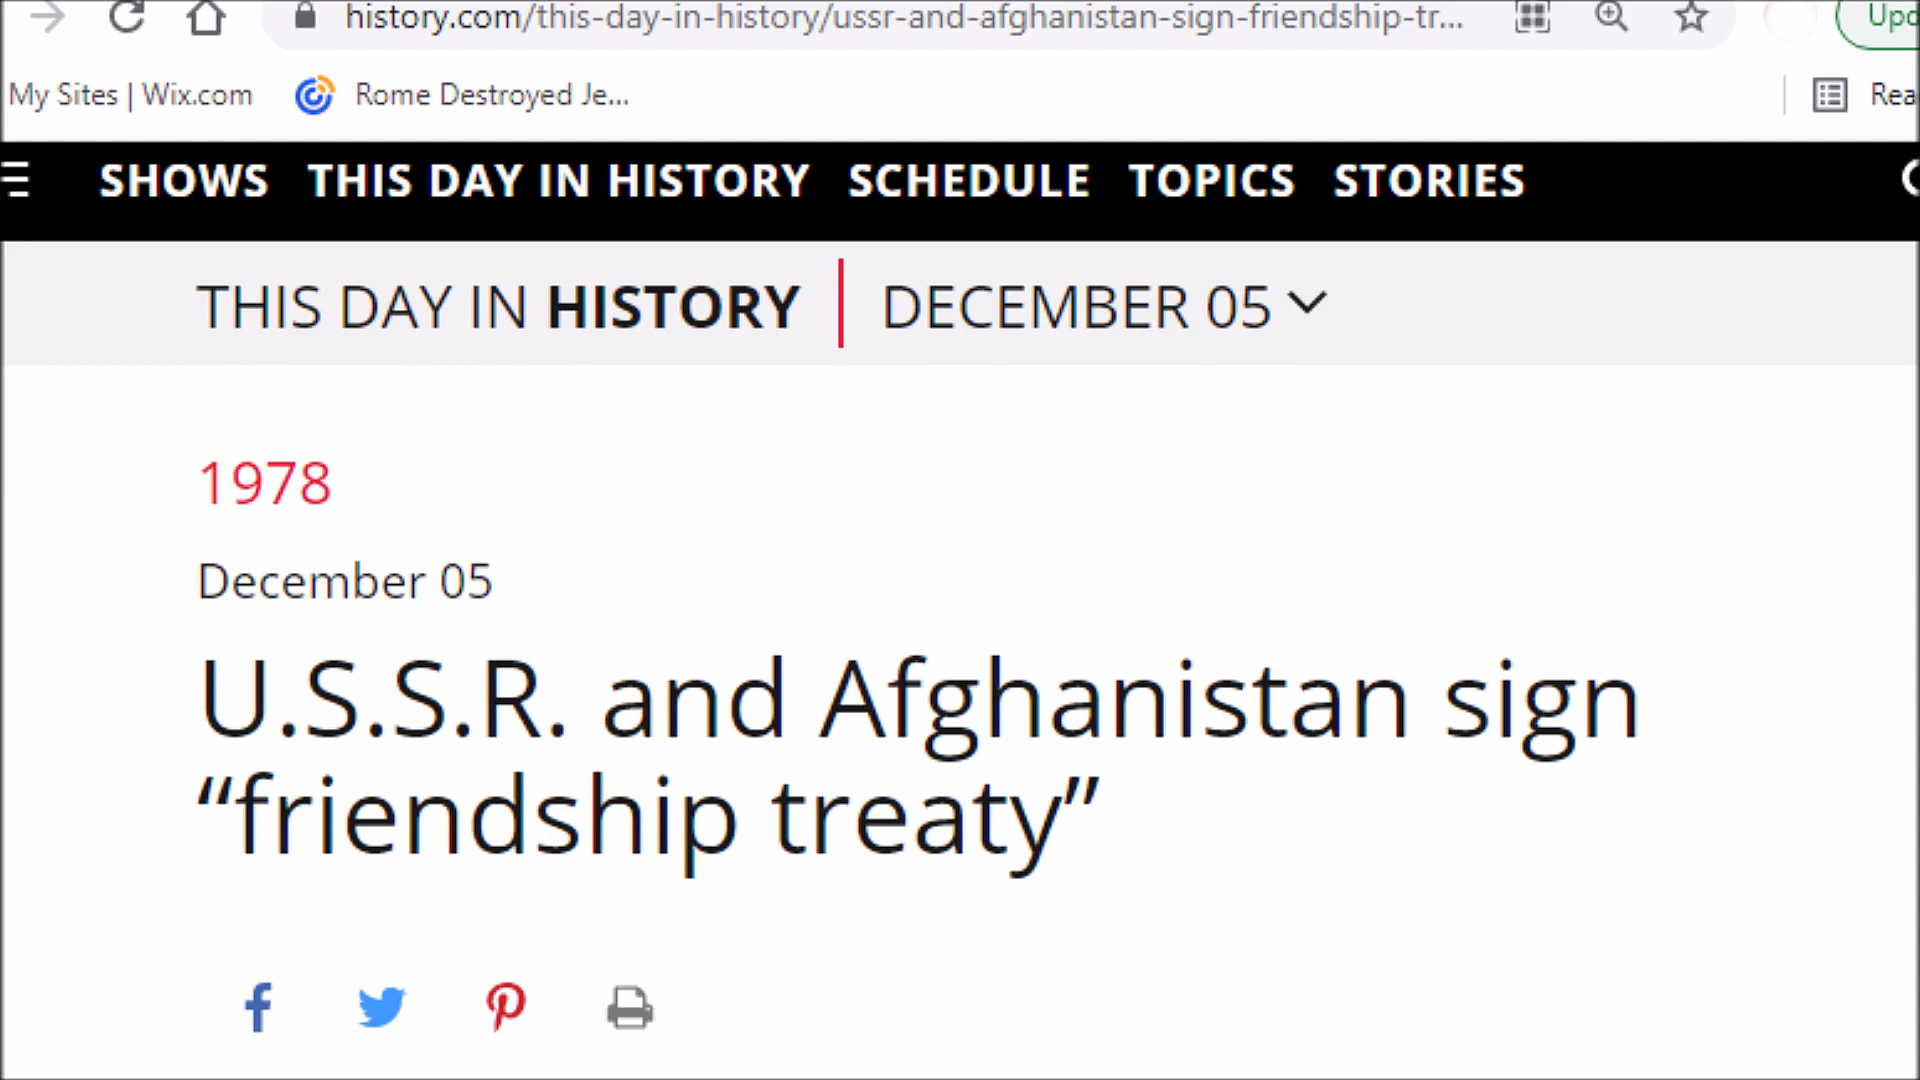 history.com/this-day-in-history/ussr-and-afghanistan-sign-friendship-tr...
Upd
My Sites | Wix.com Rome Destroyed Je... Rea
SHOWS THIS DAY IN HISTORY SCHEDULE TOPICS STORIES
THIS DAY IN HISTORY DECEMBER 05
1978
December 05
U.S.S.R. and Afghanistan sign
“friendship treaty”